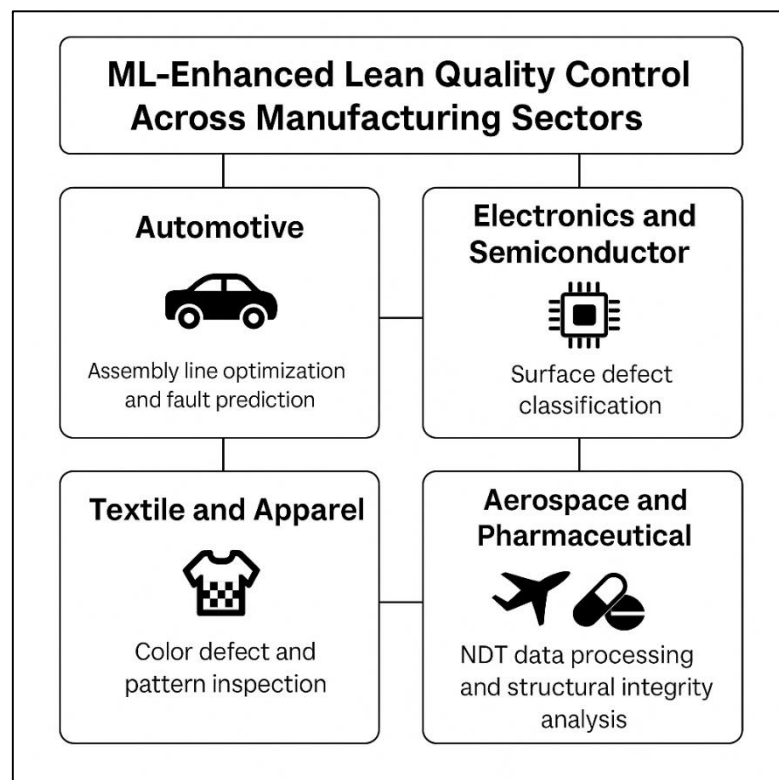 ML-Enhanced Lean Quality Control
Across Manufacturing Sectors
Automotive
Assembly line optimization
and fault prediction
Electronics and
Semiconductor
Surface defect
classification
Textile and Apparel
Color defect and
pattern inspection
Aerospace and
Pharmaceutical
NDT data processing
and structural integrity
analysis